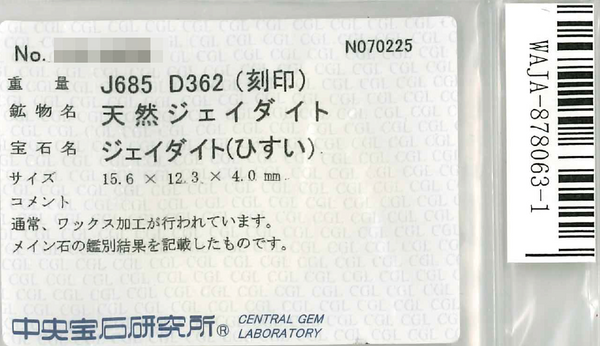 No.
N070225
重量 J685 D362 (刻印)
鉱物名 天然ジェイダイト
宝石名 ジェイダイト(ひすい)
サイズ 15.6 × 12.3 × 4.0 mm
コメント
通常、ワックス加工が行われています。
メイン石の鑑別結果を記載したものです。
中央宝石研究所® CENTRAL GEM
LABORATORY
WAJA-878063-1